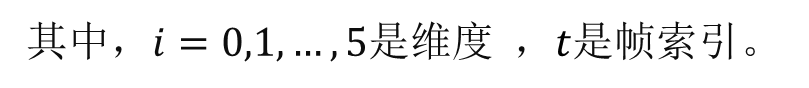 其中，i = 0,1, … , 5是维度 ，t是帧索引。